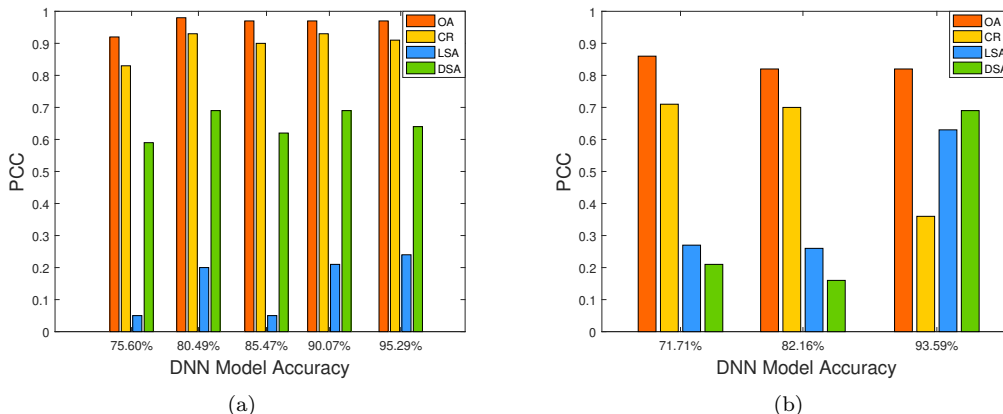 1
0.9
0.8
0.7
0.6
0.5
0.4
0.3
0.2
0.1
0
PCC
OA
CR
LSA
DSA
75.60% 80.49% 85.47% 90.07% 95.29%
DNN Model Accuracy
(a)
1
0.9
0.8
0.7
0.6
0.5
0.4
0.3
0.2
0.1
0
PCC
OA
CR
LSA
DSA
71.71% 82.16% 93.59%
DNN Model Accuracy
(b)